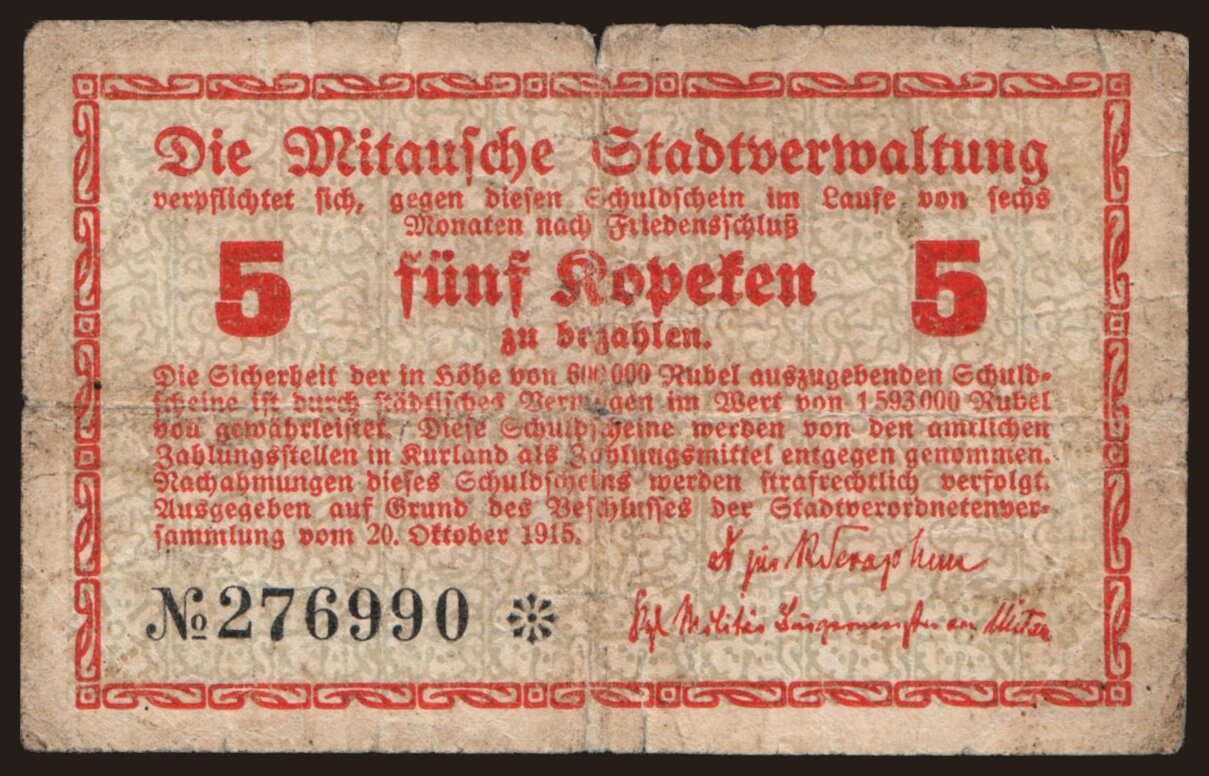 Die Mitausche Stadtverwaltung
verpflichtet sich, gegen diesen Schuldschein im Laufe von sechs
Monaten nach Friedensschluß
5 fünf Kopeken 5
zu bezahlen.
Die Sicherheit der in Höhe von 600 000 Rubel auszugebenden Schuld-
scheine ist durch städtisches Vermögen im Wert von 1 593 000 Rubel
voll gewährleistet. Diese Schuldscheine werden von den amtlichen
Zahlungsstellen in Kurland als Zahlungsmittel entgegen genommen.
Nachahmungen dieses Schuldscheins werden strafrechtlich verfolgt.
Ausgegeben auf Grund des Beschlusses der Stadtverordnetenver-
sammlung vom 20. Oktober 1915.
№ 276990
Militär Bürgermeister